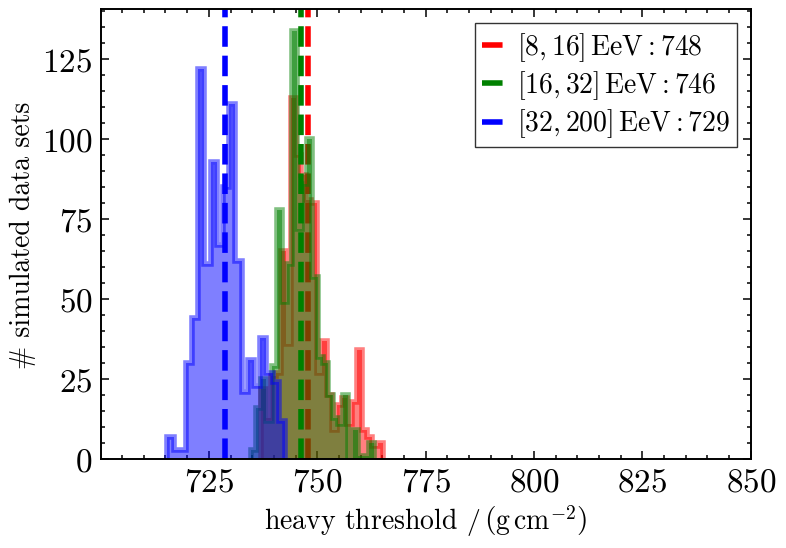 [8, 16] EeV : 748
[16, 32] EeV : 746
[32, 200] EeV : 729
# simulated data sets
125
100
75
50
25
0
725 750 775 800 825 850
heavy threshold / (g cm⁻²)